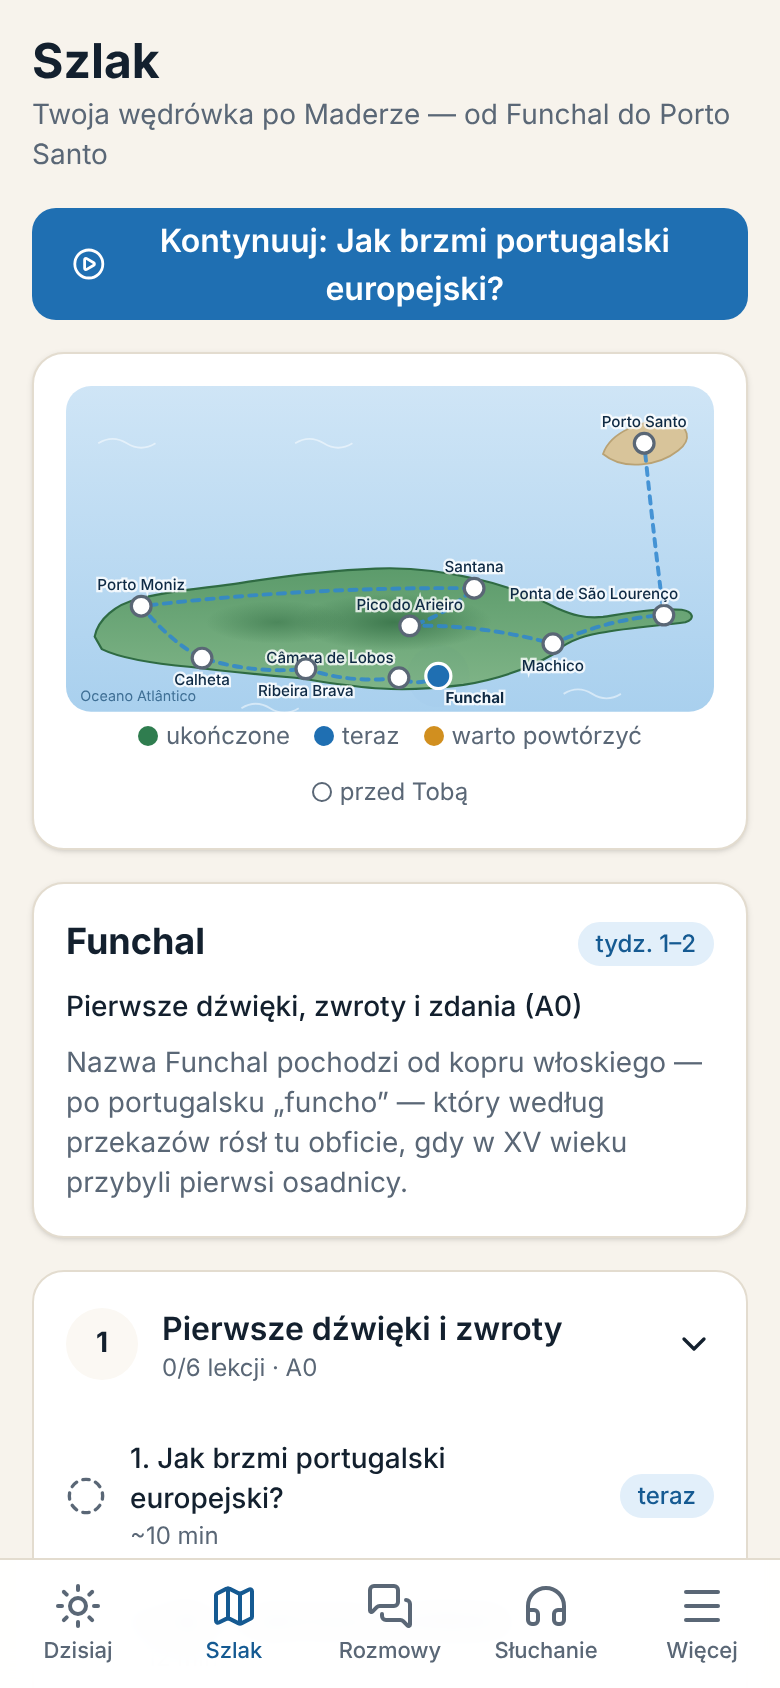 Szlak
Twoja wędrówka po Maderze — od Funchal do Porto
Santo
Kontynuuj: Jak brzmi portugalski
europejski?
Porto Santo
Santana
Porto Moniz
Ponta de São Lourenço
Pico do Arieiro
Câmara de Lobos
Machico
Calheta
Ribeira Brava
Oceano Atlântico
Funchal
ukończone
teraz
warto powtórzyć
przed Tobą
Funchal
tydz. 1–2
Pierwsze dźwięki, zwroty i zdania (A0)
Nazwa Funchal pochodzi od kopru włoskiego —
po portugalsku „funcho” — który według
przekazów rósł tu obficie, gdy w XV wieku
przybyli pierwsi osadnicy.
1
Pierwsze dźwięki i zwroty
0/6 lekcji · A0
1. Jak brzmi portugalski
europejski?
~10 min
teraz
Dzisiaj
Szlak
Rozmowy
Słuchanie
Więcej